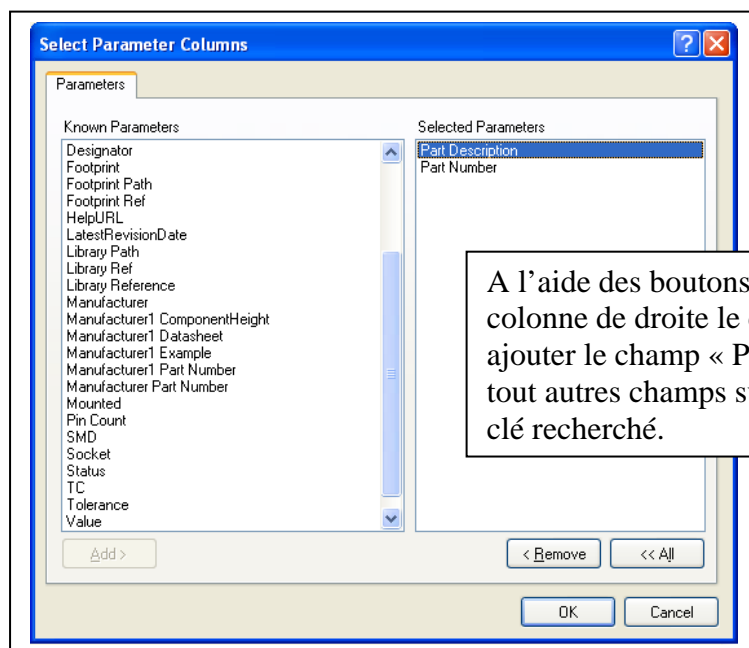 Select Parameter Columns
Parameters
Known Parameters
Designator
Footprint
Footprint Path
Footprint Ref
HelpURL
LatestRevisionDate
Library Path
Library Ref
Library Reference
Manufacturer
Manufacturer1 ComponentHeight
Manufacturer1 Datasheet
Manufacturer1 Example
Manufacturer1 Part Number
Manufacturer Part Number
Mounted
Pin Count
SMD
Socket
Status
TC
Tolerance
Value
Add >
Selected Parameters
Part Description
Part Number
A l’aide des boutons
colonne de droite le
ajouter le champ « P
tout autres champs s
clé recherché.
< Remove
<< All
OK
Cancel